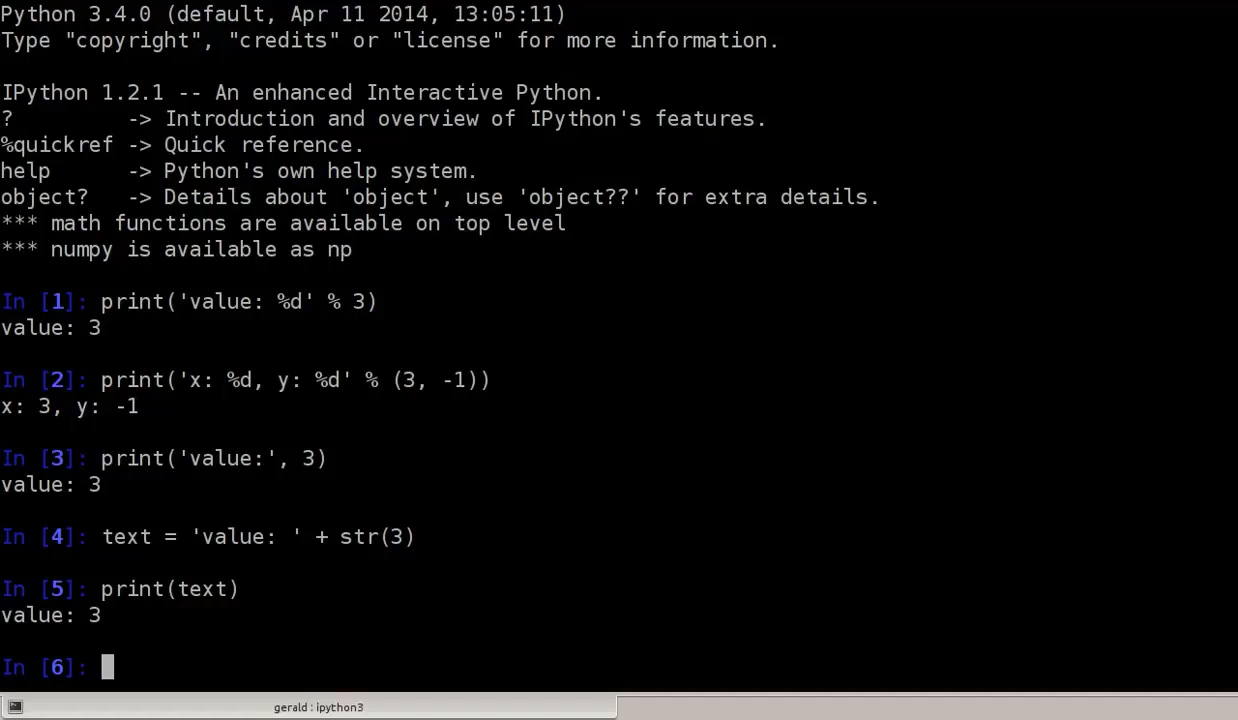 Python 3.4.0 (default, Apr 11 2014, 13:05:11)
Type "copyright", "credits" or "license" for more information.
IPython 1.2.1 -- An enhanced Interactive Python.
?         -> Introduction and overview of IPython's features.
%quickref -> Quick reference.
help      -> Python's own help system.
object?   -> Details about 'object', use 'object??' for extra details.
*** math functions are available on top level
*** numpy is available as np
In [1]: print('value: %d' % 3)
value: 3
In [2]: print('x: %d, y: %d' % (3, -1))
x: 3, y: -1
In [3]: print('value:', 3)
value: 3
In [4]: text = 'value: ' + str(3)
In [5]: print(text)
value: 3
In [6]:
gerald : ipython3